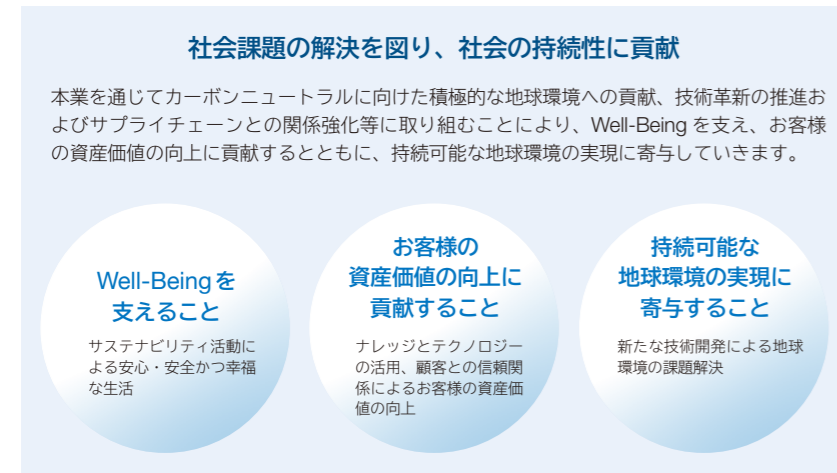 社会課題の解決を図り、社会の持続性に貢献
本業を通じてカーボンニュートラルに向けた積極的な地球環境への貢献、技術革新の推進お
よびサプライチェーンとの関係強化等に取り組むことにより、Well-Being を支え、お客様
の資産価値の向上に貢献するとともに、持続可能な地球環境の実現に寄与していきます。
Well-Beingを
支えること
サステナビリティ活動に
よる安心・安全かつ幸福
な生活
お客様の
資産価値の向上に
貢献すること
ナレッジとテクノロジー
の活用、顧客との信頼関
係によるお客様の資産価
値の向上
持続可能な
地球環境の実現に
寄与すること
新たな技術開発による地球
環境の課題解決